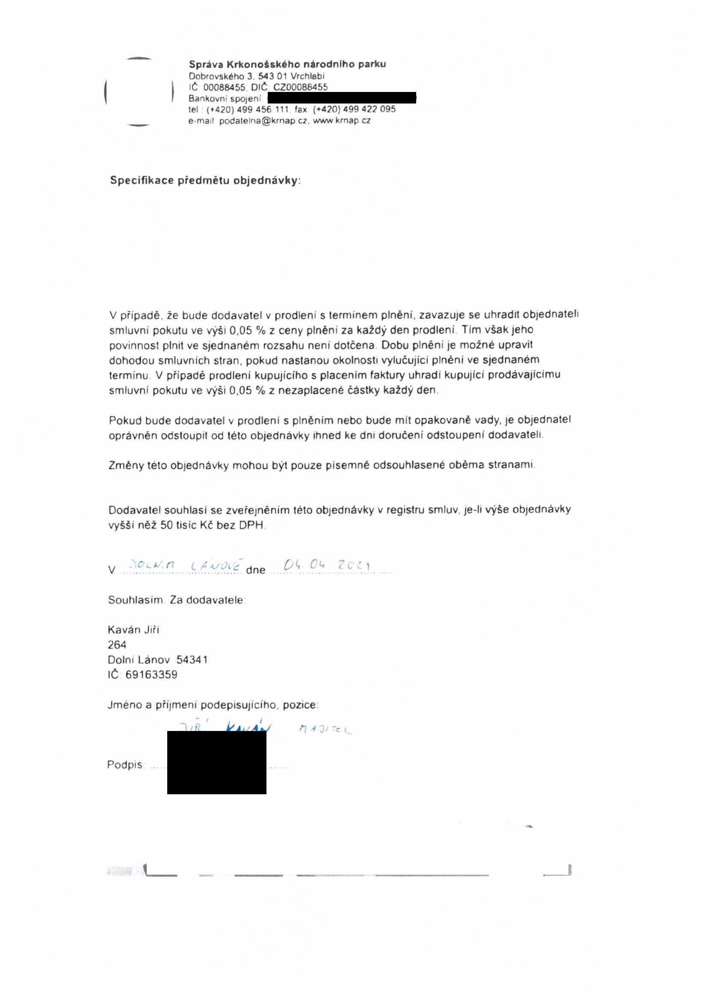 Správa Krkonošského národního parku
Dobrovského 3, 543 01 Vrchlabí
IČ: 00088455, DIČ: CZ00088455
Bankovní spojení:
tel.: (+420) 499 456 111, fax: (+420) 499 422 095
e-mail: podatelna@krnap.cz, www.krnap.cz
Specifikace předmětu objednávky:
V případě, že bude dodavatel v prodlení s termínem plnění, zavazuje se uhradit objednateli
smluvní pokutu ve výši 0,05 % z ceny plnění za každý den prodlení. Tím však jeho
povinnost plnit ve sjednaném rozsahu není dotčena. Dobu plnění je možné upravit
dohodou smluvních stran, pokud nastanou okolnosti vylučující plnění ve sjednaném
termínu. V případě prodlení kupujícího s placením faktury uhradí kupující prodávajícímu
smluvní pokutu ve výši 0,05 % z nezaplacené částky každý den.
Pokud bude dodavatel v prodlení s plněním nebo bude mít opakovaně vady, je objednatel
oprávněn odstoupit od této objednávky ihned ke dni doručení odstoupení dodavateli.
Změny této objednávky mohou být pouze písemně odsouhlasené oběma stranami.
Dodavatel souhlasí se zveřejněním této objednávky v registru smluv, je-li výše objednávky
vyšší něž 50 tisíc Kč bez DPH.
V DOLNÍM LÁNOVĚ dne 04.04 2024
Souhlasím. Za dodavatele:
Kaván Jiří
264
Dolní Lánov 54341
IČ: 69163359
Jméno a příjmení podepisujícího, pozice:
JIŘÍ KAVÁN MAJITEL
Podpis: